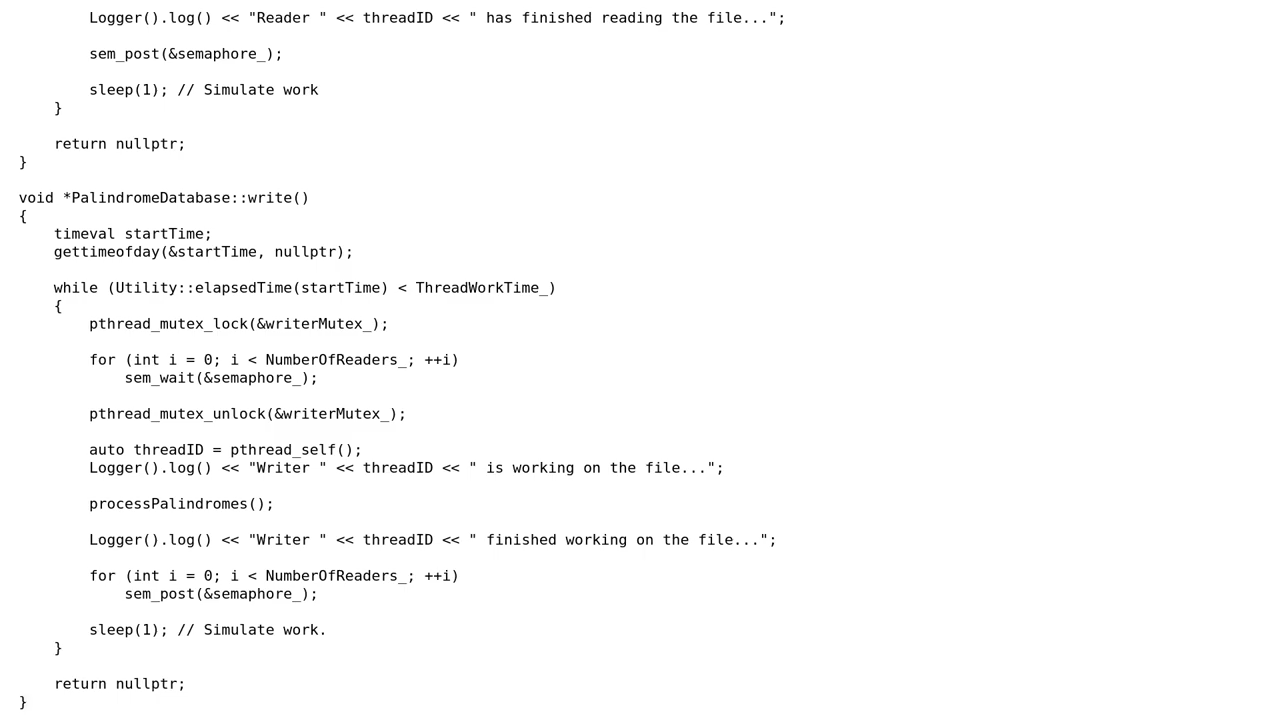 Logger().log() << "Reader " << threadID << " has finished reading the file...";
sem_post(&semaphore_);
sleep(1); // Simulate work
}
return nullptr;
}
void *PalindromeDatabase::write()
{
timeval startTime;
gettimeofday(&startTime, nullptr);
while (Utility::elapsedTime(startTime) < ThreadWorkTime_)
{
pthread_mutex_lock(&writerMutex_);
for (int i = 0; i < NumberOfReaders_; ++i)
sem_wait(&semaphore_);
pthread_mutex_unlock(&writerMutex_);
auto threadID = pthread_self();
Logger().log() << "Writer " << threadID << " is working on the file...";
processPalindromes();
Logger().log() << "Writer " << threadID << " finished working on the file...";
for (int i = 0; i < NumberOfReaders_; ++i)
sem_post(&semaphore_);
sleep(1); // Simulate work.
}
return nullptr;
}